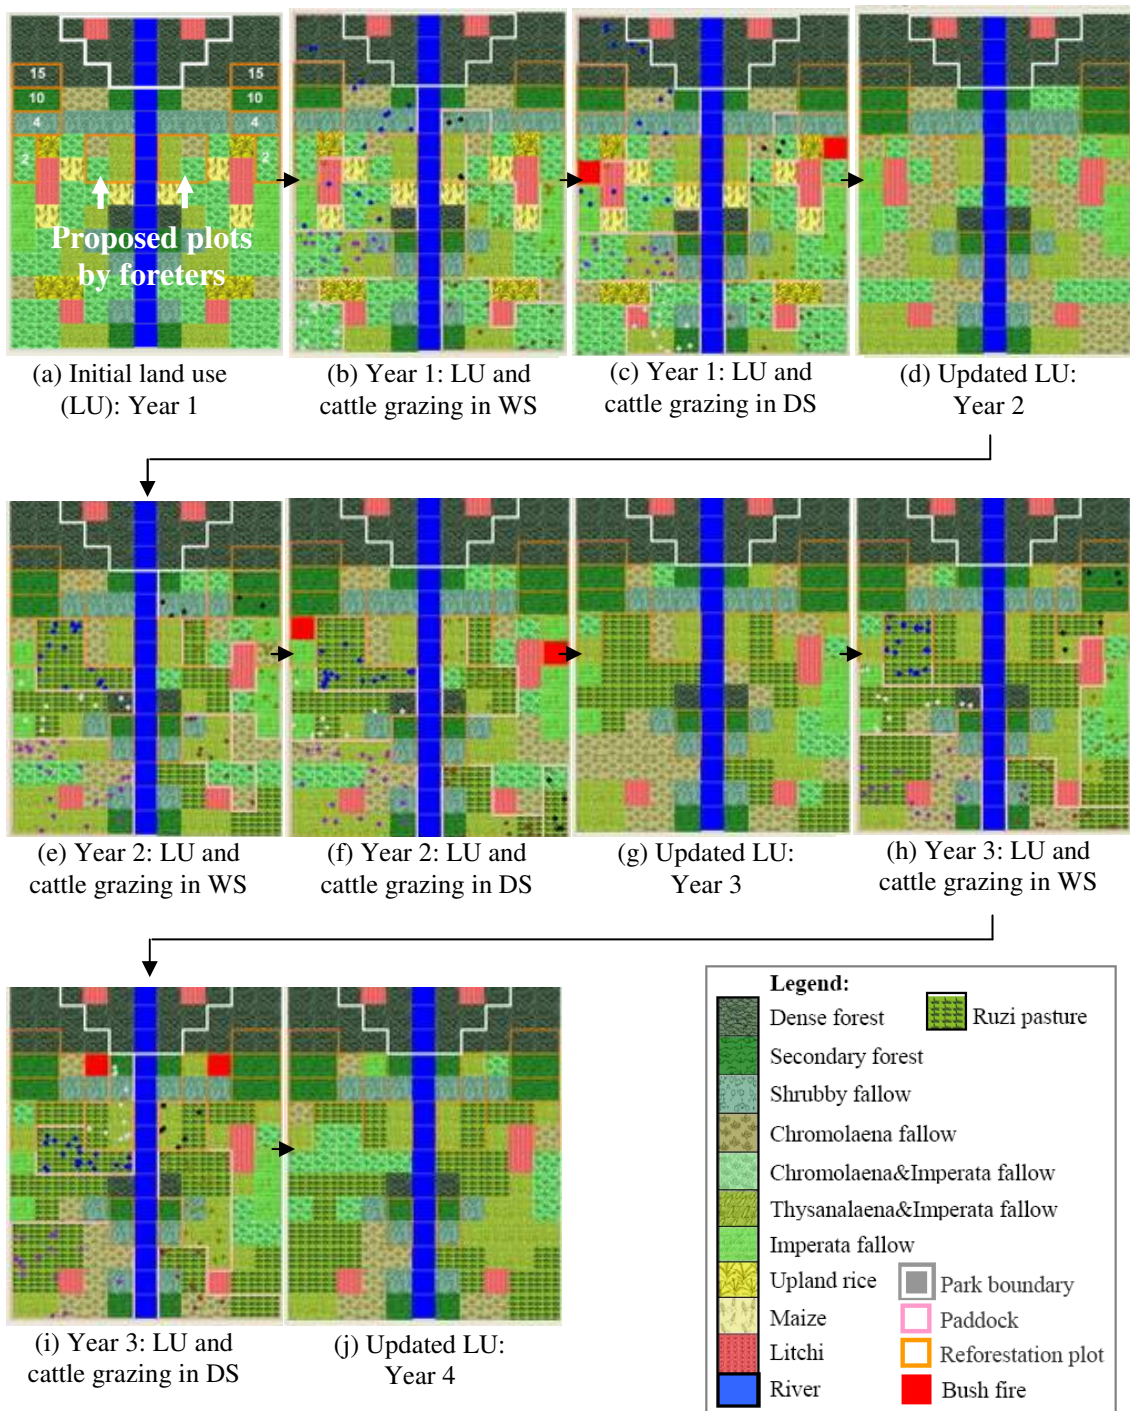 15 15
10 10
4 4
2 2
Proposed plots
by foreters
(a) Initial land use
(LU): Year 1
(b) Year 1: LU and
cattle grazing in WS
(c) Year 1: LU and
cattle grazing in DS
(d) Updated LU:
Year 2
(e) Year 2: LU and
cattle grazing in WS
(f) Year 2: LU and
cattle grazing in DS
(g) Updated LU:
Year 3
(h) Year 3: LU and
cattle grazing in WS
(i) Year 3: LU and
cattle grazing in DS
(j) Updated LU:
Year 4
Legend:
Dense forest
Ruzi pasture
Secondary forest
Shrubby fallow
Chromolaena fallow
Chromolaena&Imperata fallow
Thysanalaena&Imperata fallow
Imperata fallow
Upland rice
Park boundary
Maize
Paddock
Litchi
Reforestation plot
River
Bush fire